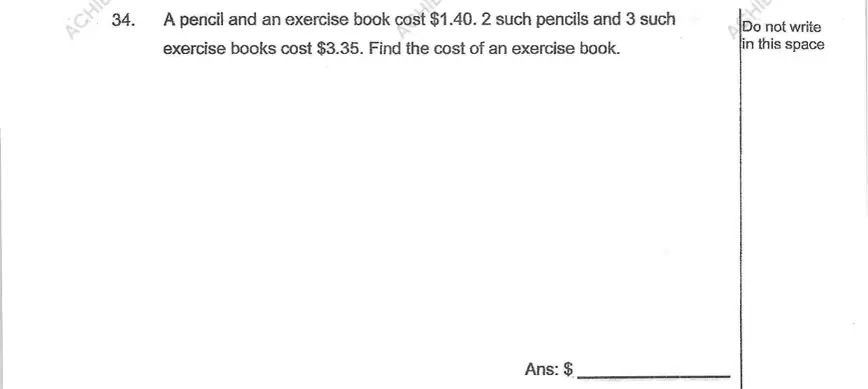 34. A pencil and an exercise book cost $1.40. 2 such pencils and 3 such
exercise books cost $3.35. Find the cost of an exercise book.
Do not write
in this space
Ans: $